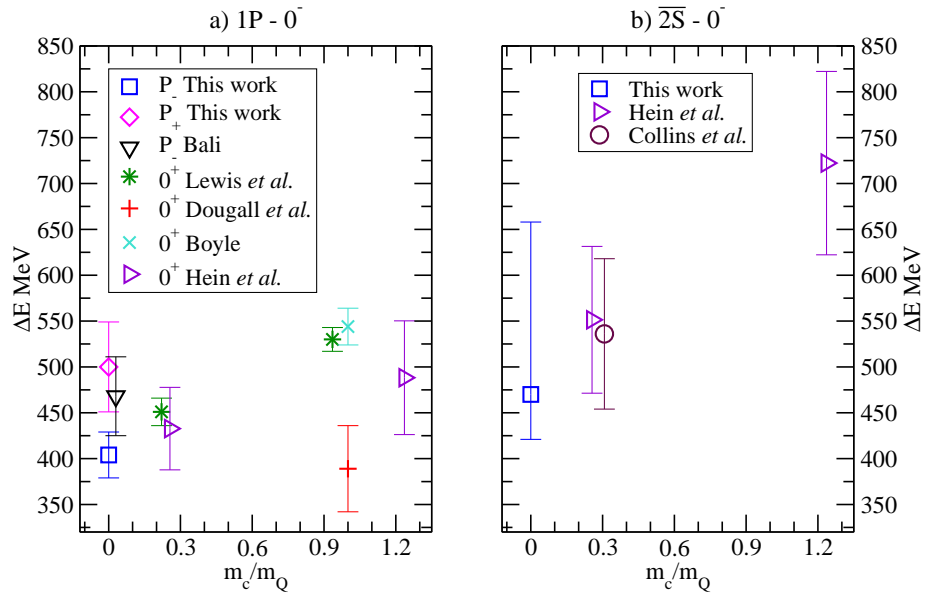 a) 1P - 0⁻
850
800
750
700
650
600
550
500
450
400
350
ΔE MeV
P₋ This work
P₊ This work
P₋ Bali
0⁺ Lewis et al.
0⁺ Dougall et al.
0⁺ Boyle
0⁺ Hein et al.
0 0.3 0.6 0.9 1.2
m_c/m_Q
b) 2S̅ - 0⁻
This work
Hein et al.
Collins et al.
0 0.3 0.6 0.9 1.2
m_c/m_Q
850
800
750
700
650
600
550
500
450
400
350
ΔE MeV